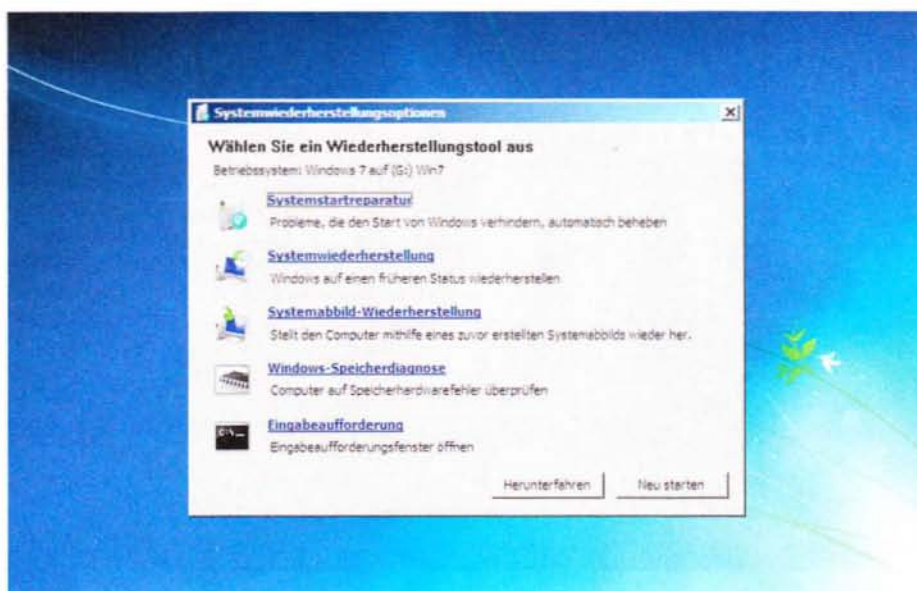 Systemwiederherstellungsoptionen
Wählen Sie ein Wiederherstellungstool aus
Betriebssystem: Windows 7 auf (G:) Win7
Systemstartreparatur
Probleme, die den Start von Windows verhindern, automatisch beheben
Systemwiederherstellung
Windows auf einen früheren Status wiederherstellen
Systemabbild-Wiederherstellung
Stellt den Computer mithilfe eines zuvor erstellten Systemabbilds wieder her.
Windows-Speicherdiagnose
Computer auf Speicherhardwarefehler überprüfen
C:\_
Eingabeaufforderung
Eingabeaufforderungsfenster öffnen
Herunterfahren
Neu starten